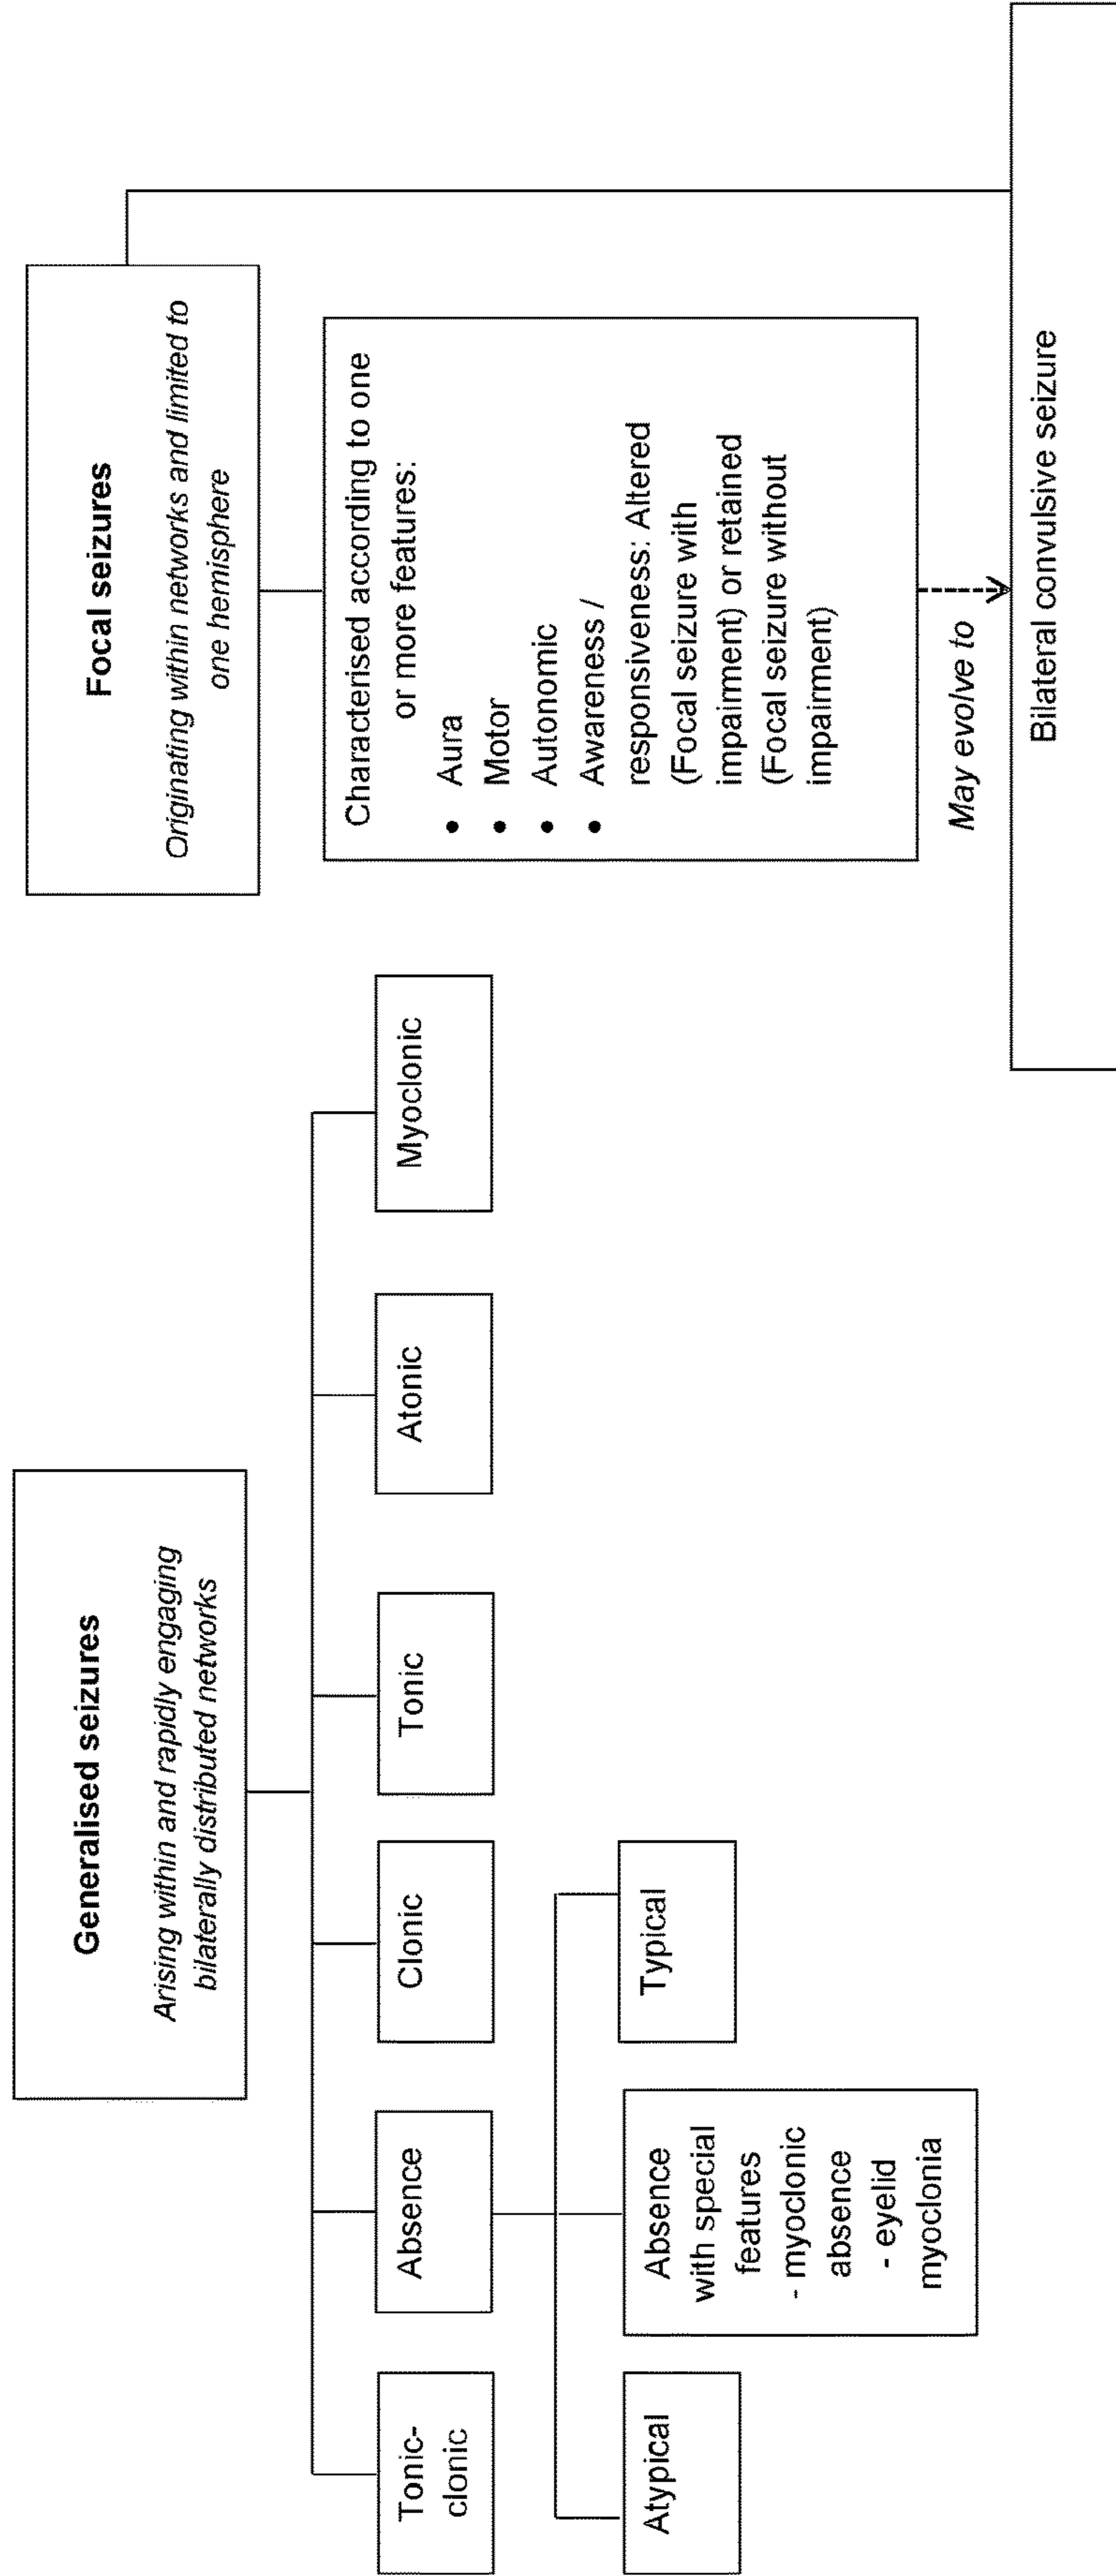 Generalised seizures
Arising within and rapidly engaging
bilaterally distributed networks
Tonic-
clonic
Absence
Clonic
Tonic
Atonic
Myoclonic
Atypical
Absence
with special
features
- myoclonic
absence
- eyelid
myoclonia
Typical
Focal seizures
Originating within networks and limited to
one hemisphere
Characterised according to one
or more features:
• Aura
• Motor
• Autonomic
• Awareness /
responsiveness: Altered
(Focal seizure with
impairment) or retained
(Focal seizure without
impairment)
May evolve to
Bilateral convulsive seizure